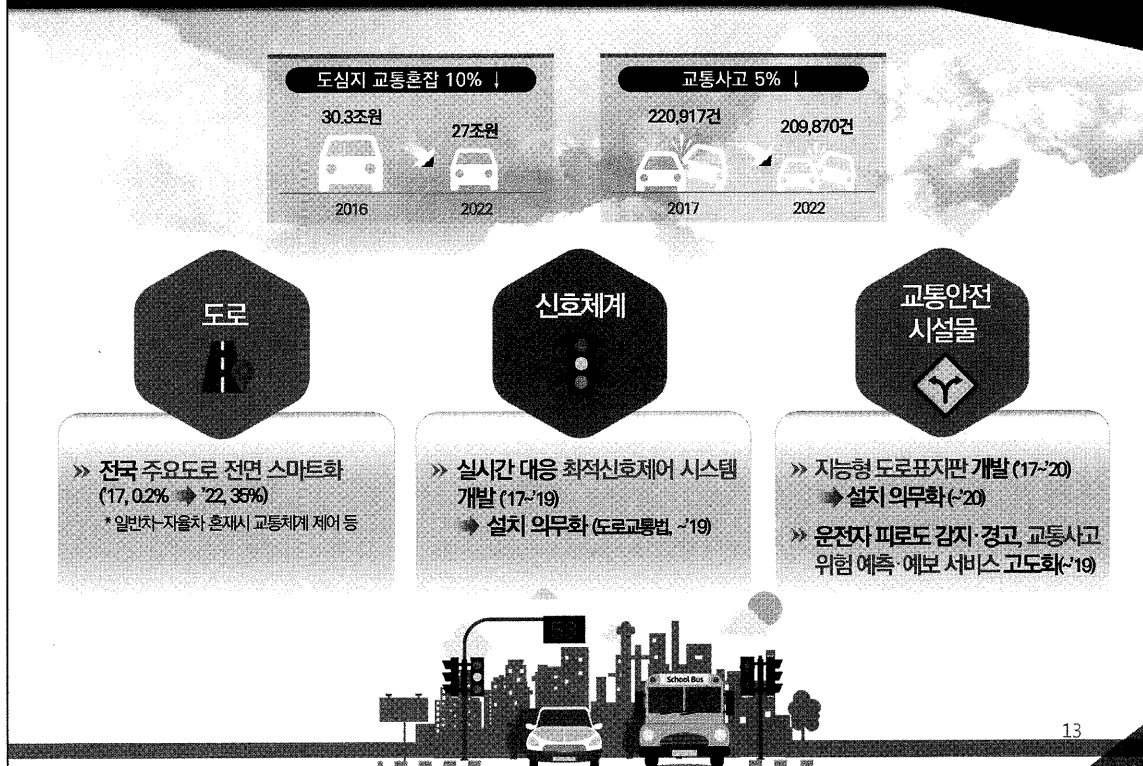 도심지 교통혼잡 10% ↓
30.3조원
27조원
2016
2022
교통사고 5% ↓
220,917건
209,870건
2017
2022
도로
» 전국 주요도로 전면 스마트화
('17, 0.2% ➡ '22, 35%)
* 일반차-자율차 혼재시 교통체계 제어 등
신호체계
» 실시간 대응 최적신호제어 시스템
개발 ('17~'19)
➡ 설치 의무화 (도로교통법, ~'19)
교통안전
시설물
» 지능형 도로표지판 개발 ('17~'20)
➡ 설치 의무화 (~'20)
» 운전자 피로도 감지·경고, 교통사고
위험 예측·예보 서비스 고도화(~'19)
School Bus
13